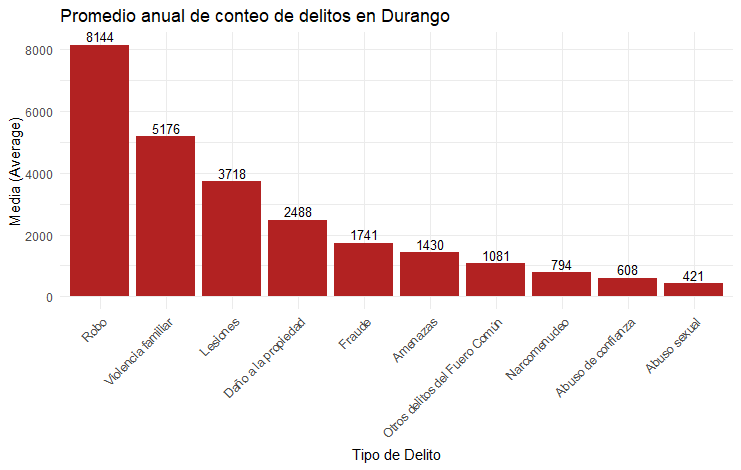 Promedio anual de conteo de delitos en Durango
Media (Average)
8000
6000
4000
2000
0
8144
5176
3718
2488
1741
1430
1081
794
608
421
Robo
Violencia familiar
Lesiones
Daño a la propiedad
Fraude
Amenazas
Otros delitos del Fuero Común
Narcomenudeo
Abuso de confianza
Abuso sexual
Tipo de Delito